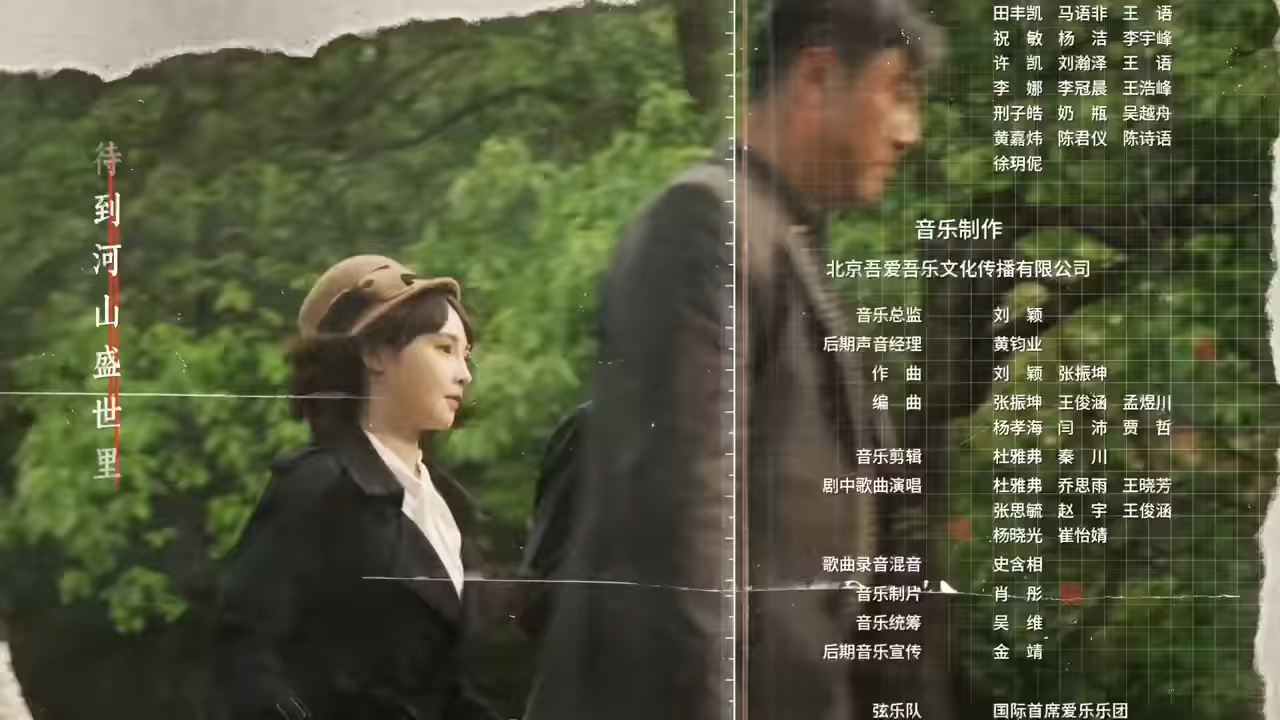 待到河山盛世里
田丰凯 马语非 王 语
祝 敏 杨 洁 李宇峰
许 凯 刘瀚泽 王 语
李 娜 李冠晨 王浩峰
刑子皓 奶 瓶 吴越舟
黄嘉炜 陈君仪 陈诗语
徐玥伲
音乐制作
北京吾爱吾乐文化传播有限公司
音乐总监 刘 颖
后期声音经理 黄钧业
作 曲 刘 颖 张振坤
编 曲 张振坤 王俊涵 孟煜川
杨孝海 闫 沛 贾 哲
音乐剪辑 杜雅弗 秦 川
剧中歌曲演唱 杜雅弗 乔思雨 王晓芳
张思毓 赵 宇 王俊涵
杨晓光 崔怡婧
歌曲录音混音 史含相
音乐制片 肖 彤
音乐统筹 吴 维
后期音乐宣传 金 靖
弦乐队 国际首席爱乐乐团